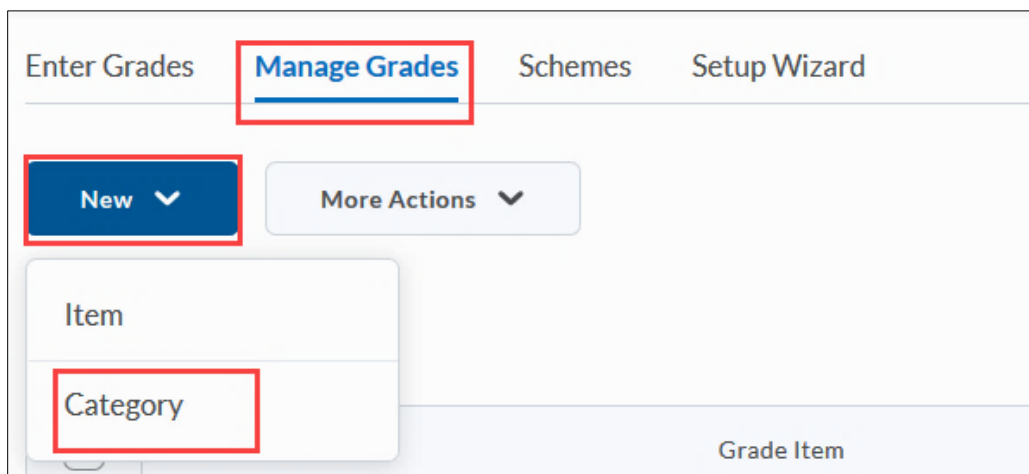 Enter Grades Manage Grades Schemes Setup Wizard
New More Actions
Item
Category
Grade Item